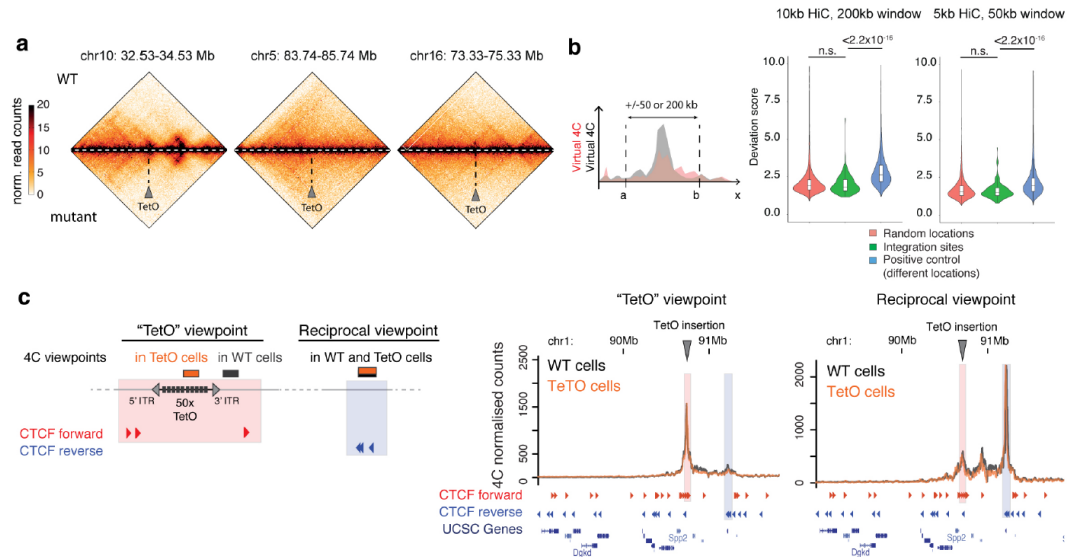 a
chr10: 32.53-34.53 Mb
chr5: 83.74-85.74 Mb
chr16: 73.33-75.33 Mb
WT
norm. read counts
20
15
10
5
0
TetO
TetO
TetO
mutant
b
+/-50 or 200 kb
Virtual 4C
Virtual 4C
a
b
x
10kb HiC, 200kb window
5kb HiC, 50kb window
n.s.
<2.2x10⁻¹⁶
n.s.
<2.2x10⁻¹⁶
Deviation score
10.0
7.5
5.0
2.5
0.0
10.0
7.5
5.0
2.5
0.0
Random locations
Integration sites
Positive control
(different locations)
c
"TetO" viewpoint
Reciprocal viewpoint
4C viewpoints
in TetO cells
in WT cells
in WT and TetO cells
5' ITR
50x
TetO
3' ITR
CTCF forward
CTCF reverse
"TetO" viewpoint
TetO insertion
chr1:
90Mb
91Mb
WT cells
TeTO cells
4C normalised counts
2500
1500
500
0
CTCF forward
CTCF reverse
UCSC Genes
Spp2
Dgkd
Reciprocal viewpoint
TetO insertion
chr1:
90Mb
91Mb
WT cells
TetO cells
2000
1000
0
Spp2
Dgkd